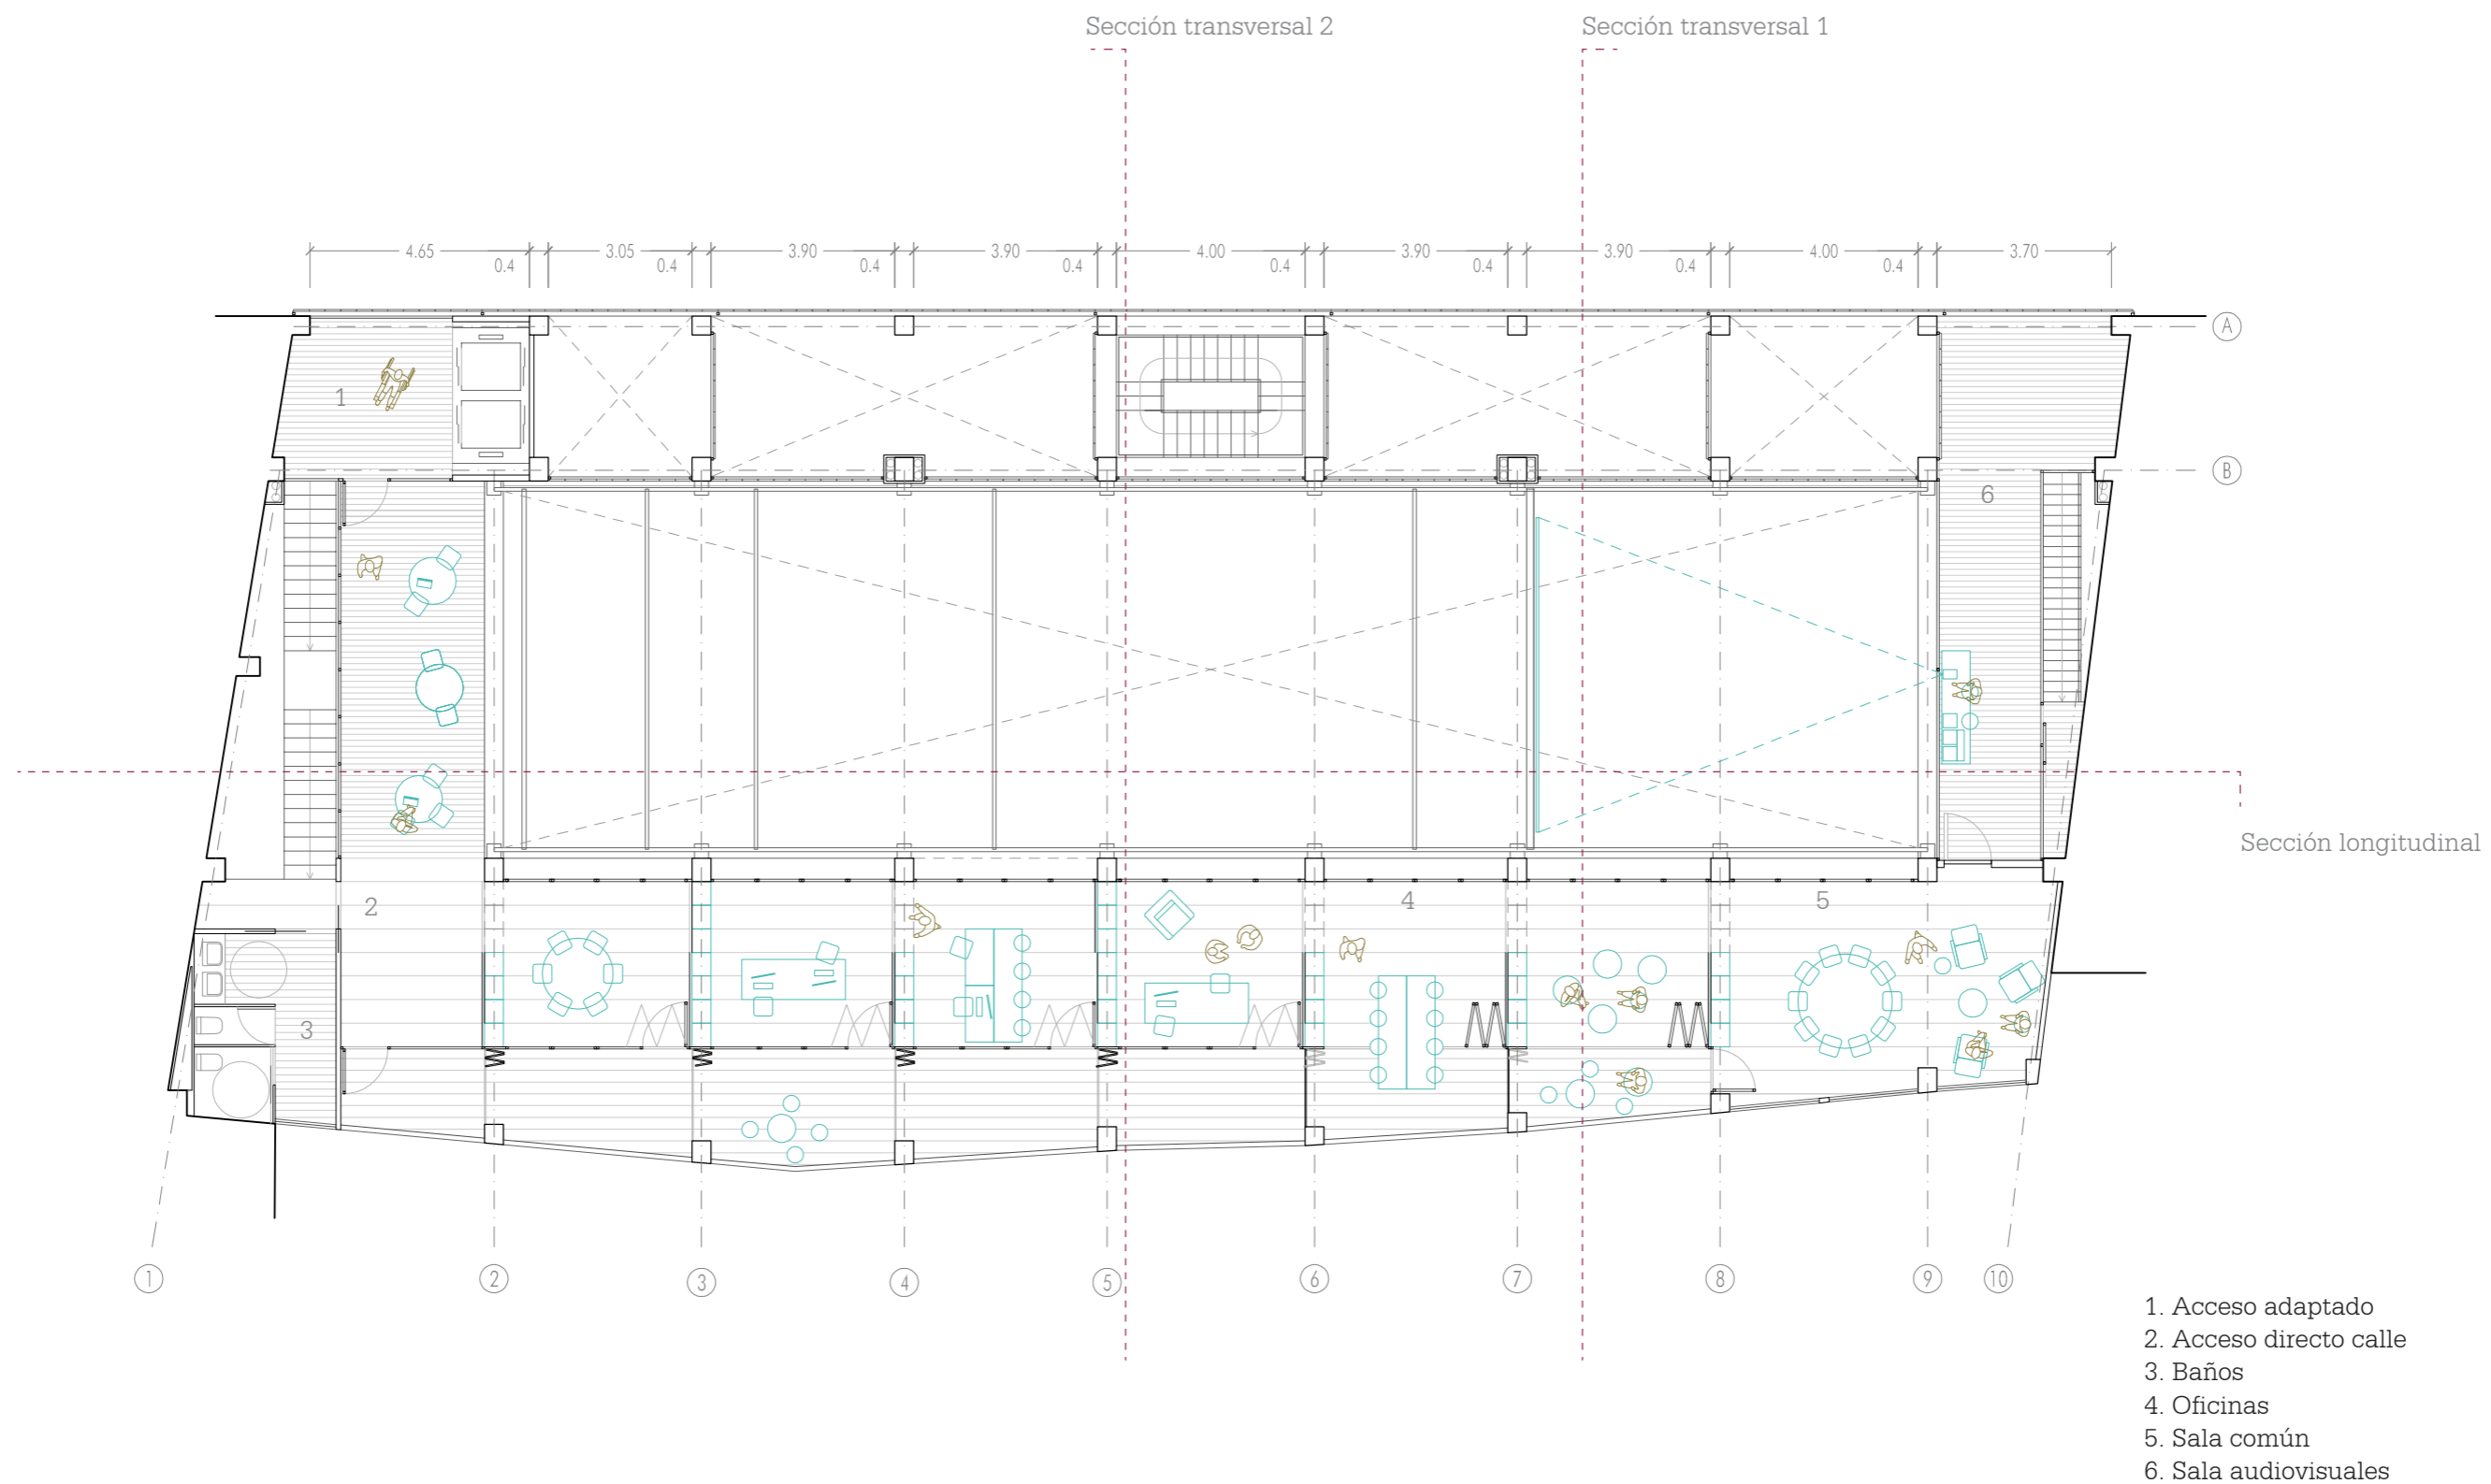 Sección transversal 2
Sección transversal 1
4.65 3.05 3.90 3.90 4.00 3.90 3.90 4.00 3.70
0.4 0.4 0.4 0.4 0.4 0.4 0.4 0.4
A
1
B
6
Sección longitudinal
2
4
5
3
1 2 3 4 5 6 7 8 9 10
1. Acceso adaptado
2. Acceso directo calle
3. Baños
4. Oficinas
5. Sala común
6. Sala audiovisuales